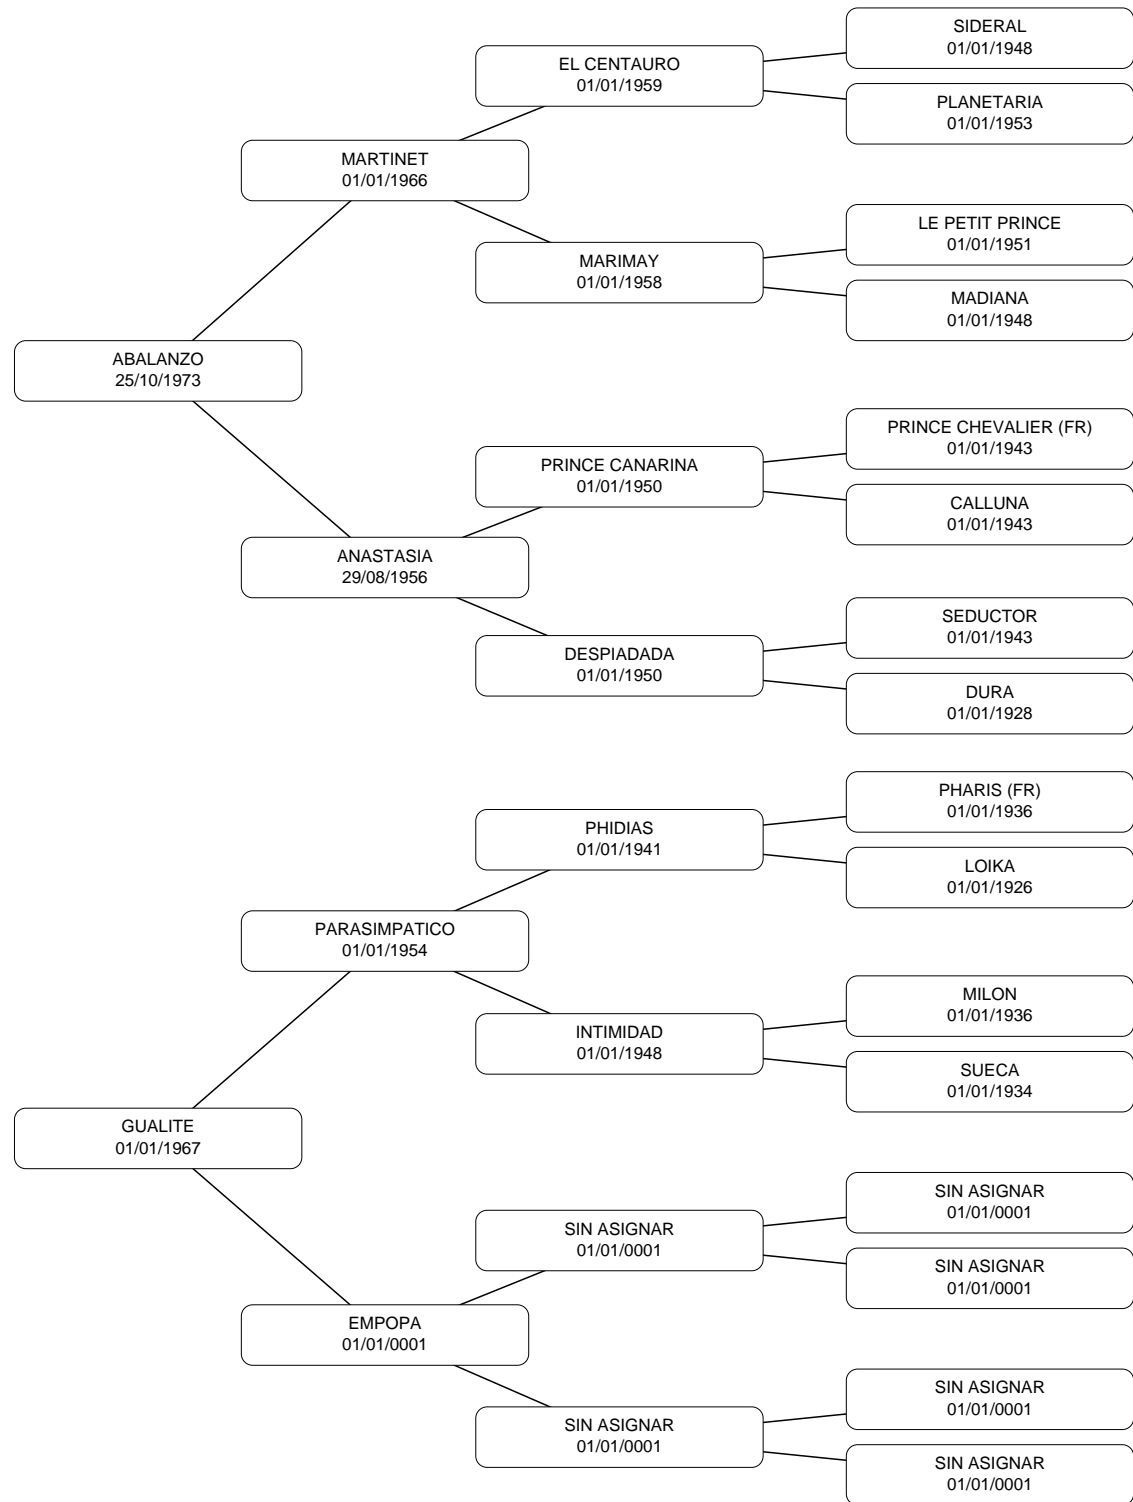 SIDERAL
01/01/1948
EL CENTAURO
01/01/1959
PLANETARIA
01/01/1953
MARTINET
01/01/1966
LE PETIT PRINCE
01/01/1951
MARIMAY
01/01/1958
MADIANA
01/01/1948
ABALANZO
25/10/1973
PRINCE CHEVALIER (FR)
01/01/1943
PRINCE CANARINA
01/01/1950
CALLUNA
01/01/1943
ANASTASIA
29/08/1956
SEDUCTOR
01/01/1943
DESPIADADA
01/01/1950
DURA
01/01/1928
PHARIS (FR)
01/01/1936
PHIDIAS
01/01/1941
LOIKA
01/01/1926
PARASIMPATICO
01/01/1954
MILON
01/01/1936
INTIMIDAD
01/01/1948
SUECA
01/01/1934
GUALITE
01/01/1967
SIN ASIGNAR
01/01/0001
SIN ASIGNAR
01/01/0001
SIN ASIGNAR
01/01/0001
EMPOPA
01/01/0001
SIN ASIGNAR
01/01/0001
SIN ASIGNAR
01/01/0001
SIN ASIGNAR
01/01/0001